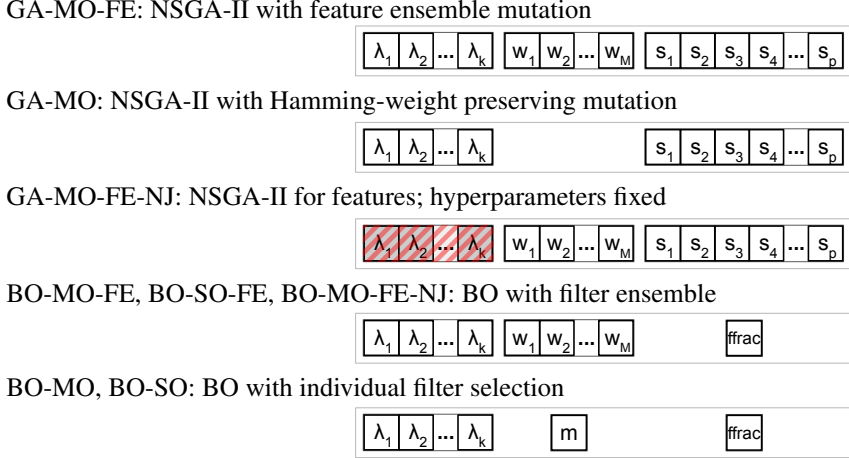 GA-MO-FE: NSGA-II with feature ensemble mutation
λ1 λ2 ... λk w1 w2 ... wM s1 s2 s3 s4 ... sp
GA-MO: NSGA-II with Hamming-weight preserving mutation
λ1 λ2 ... λk s1 s2 s3 s4 ... sp
GA-MO-FE-NJ: NSGA-II for features; hyperparameters fixed
λ1 λ2 ... λk w1 w2 ... wM s1 s2 s3 s4 ... sp
BO-MO-FE, BO-SO-FE, BO-MO-FE-NJ: BO with filter ensemble
λ1 λ2 ... λk w1 w2 ... wM ffrac
BO-MO, BO-SO: BO with individual filter selection
λ1 λ2 ... λk m ffrac